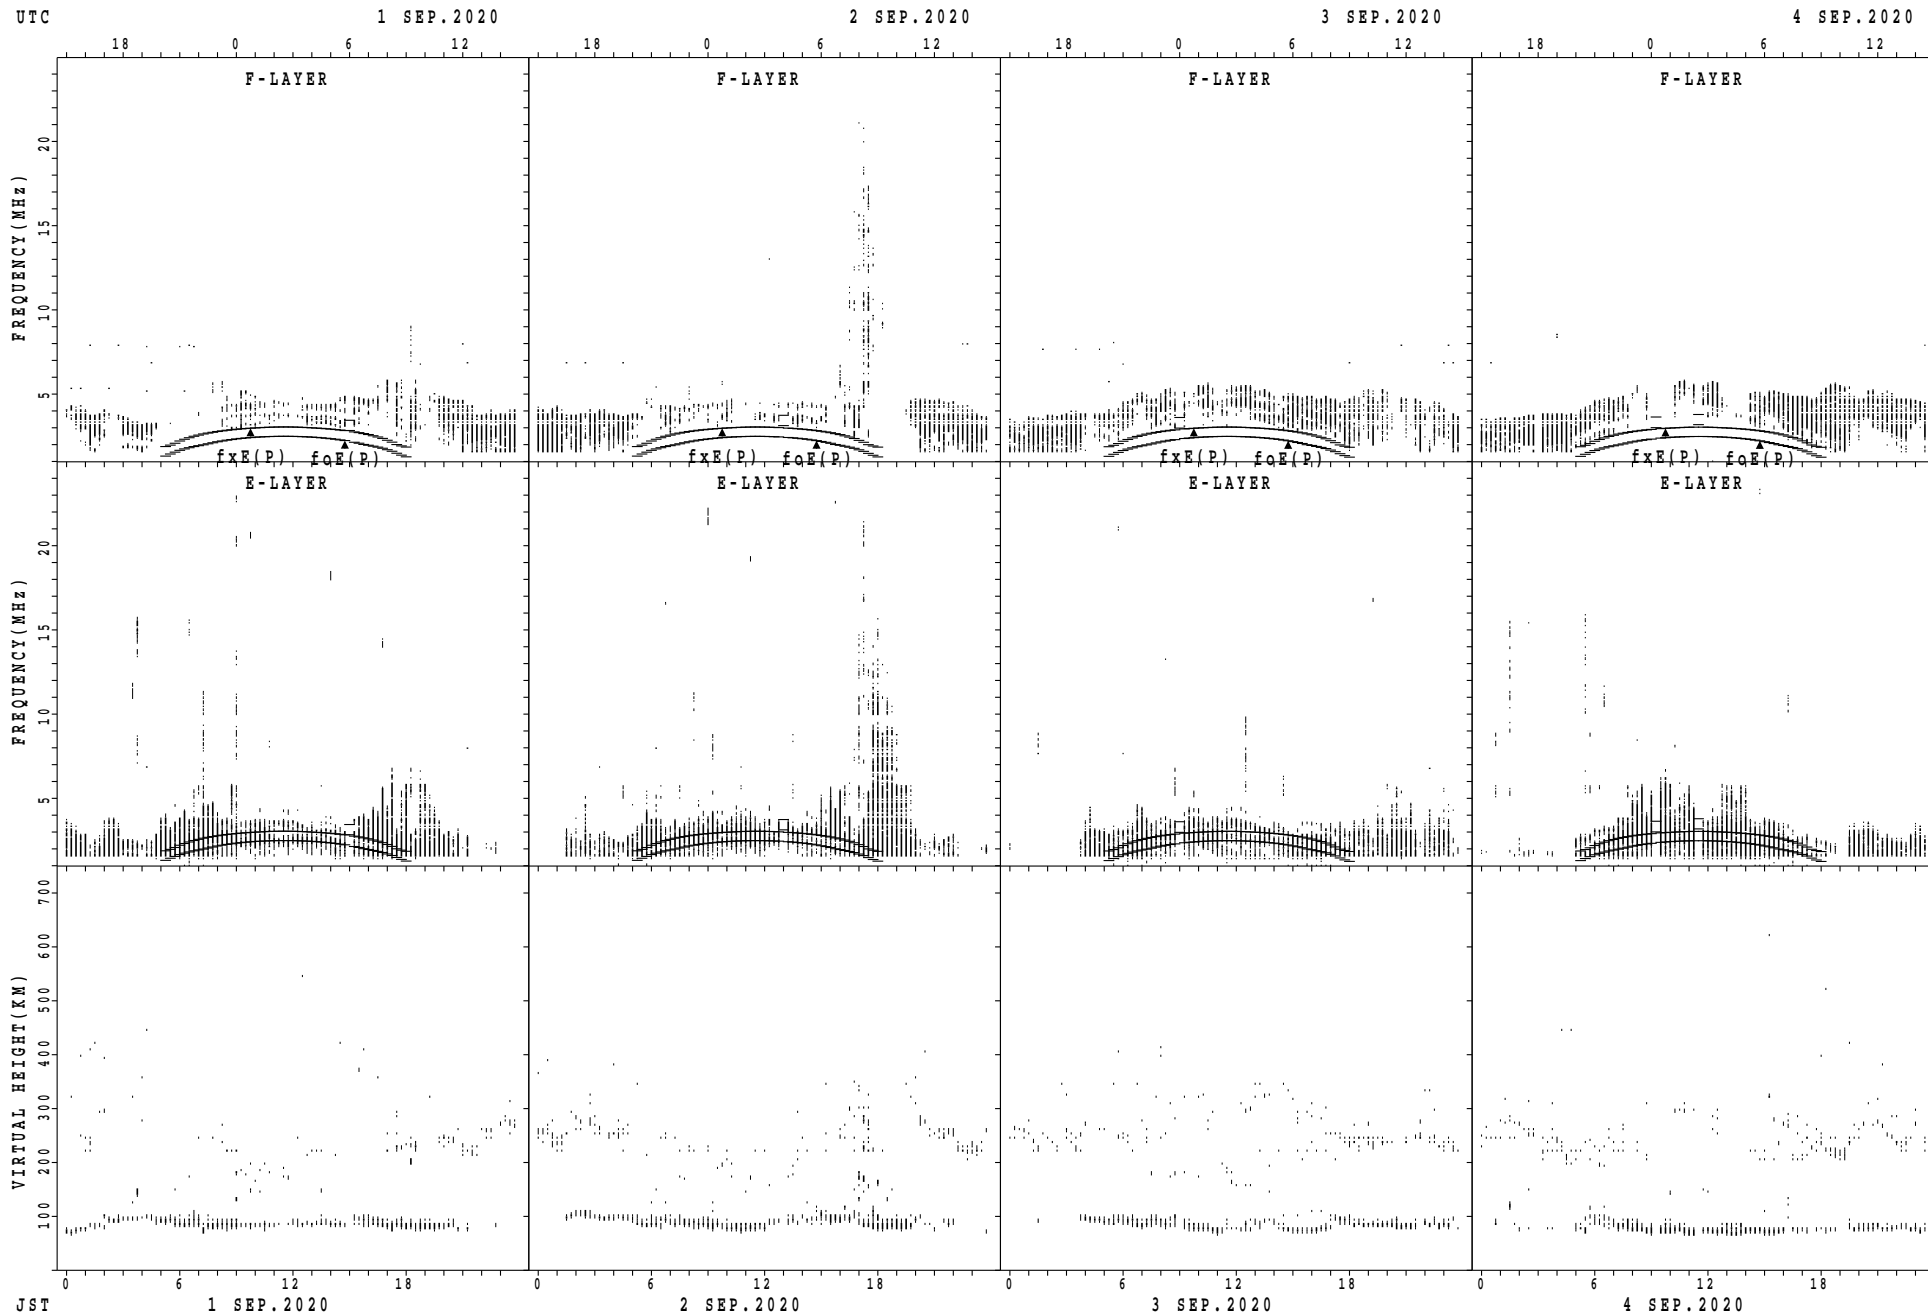 UTC 1 SEP.2020 2 SEP.2020 3 SEP.2020 4 SEP.2020
18 0 6 12 18 0 6 12 18 0 6 12 18 0 6 12
F-LAYER F-LAYER F-LAYER F-LAYER
FREQUENCY(MHz)
20
15
10
5
fxE(P) foE(P) fxE(P) foE(P) fxE(P) foE(P) fxE(P) foE(P)
E-LAYER E-LAYER E-LAYER E-LAYER
FREQUENCY(MHz)
20
15
10
5
VIRTUAL HEIGHT(KM)
700
600
500
400
300
200
100
0 6 12 18 0 6 12 18 0 6 12 18 0 6 12 18
JST 1 SEP.2020 2 SEP.2020 3 SEP.2020 4 SEP.2020